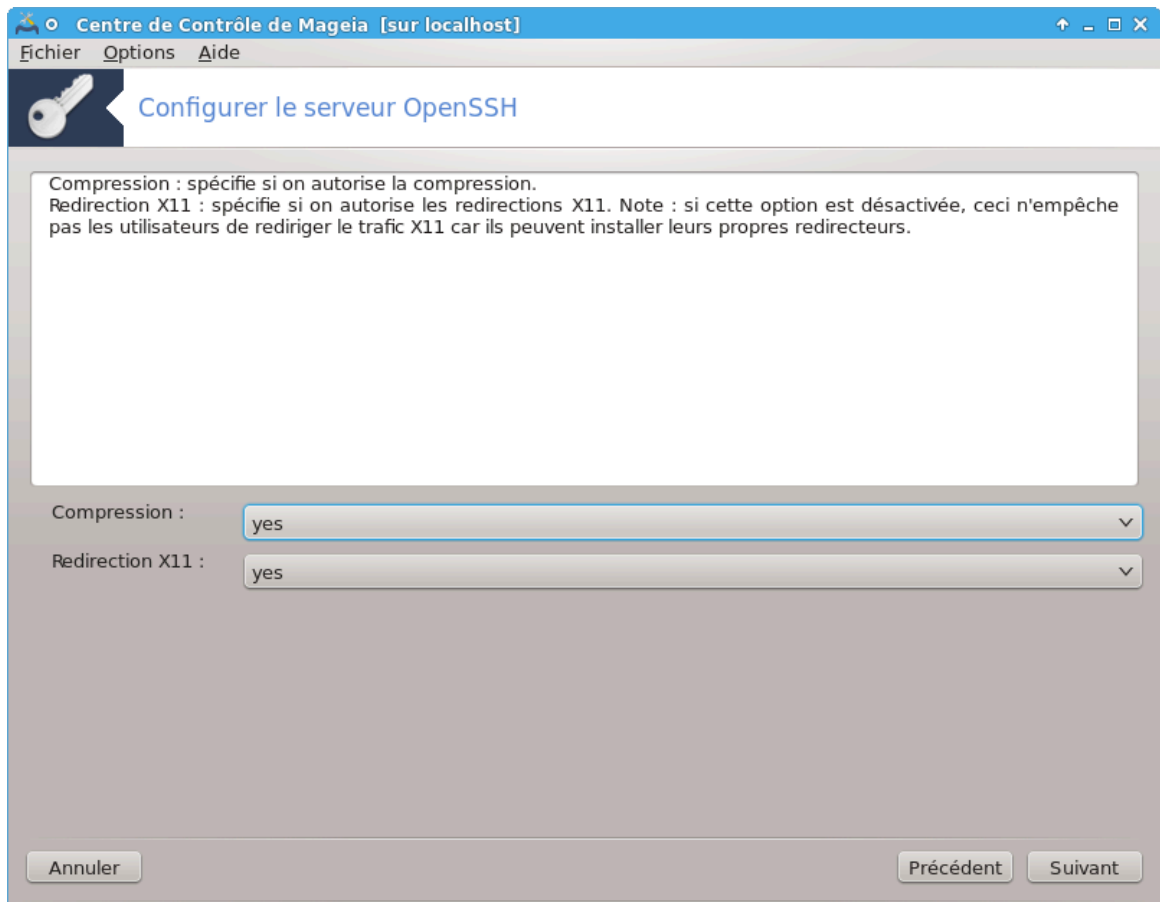 Centre de Contrôle de Mageia [sur localhost]
Fichier Options Aide
Configurer le serveur OpenSSH
Compression : spécifie si on autorise la compression.
Redirection X11 : spécifie si on autorise les redirections X11. Note : si cette option est désactivée, ceci n'empêche
pas les utilisateurs de rediriger le trafic X11 car ils peuvent installer leurs propres redirecteurs.
Compression : yes
Redirection X11 : yes
Annuler Précédent Suivant